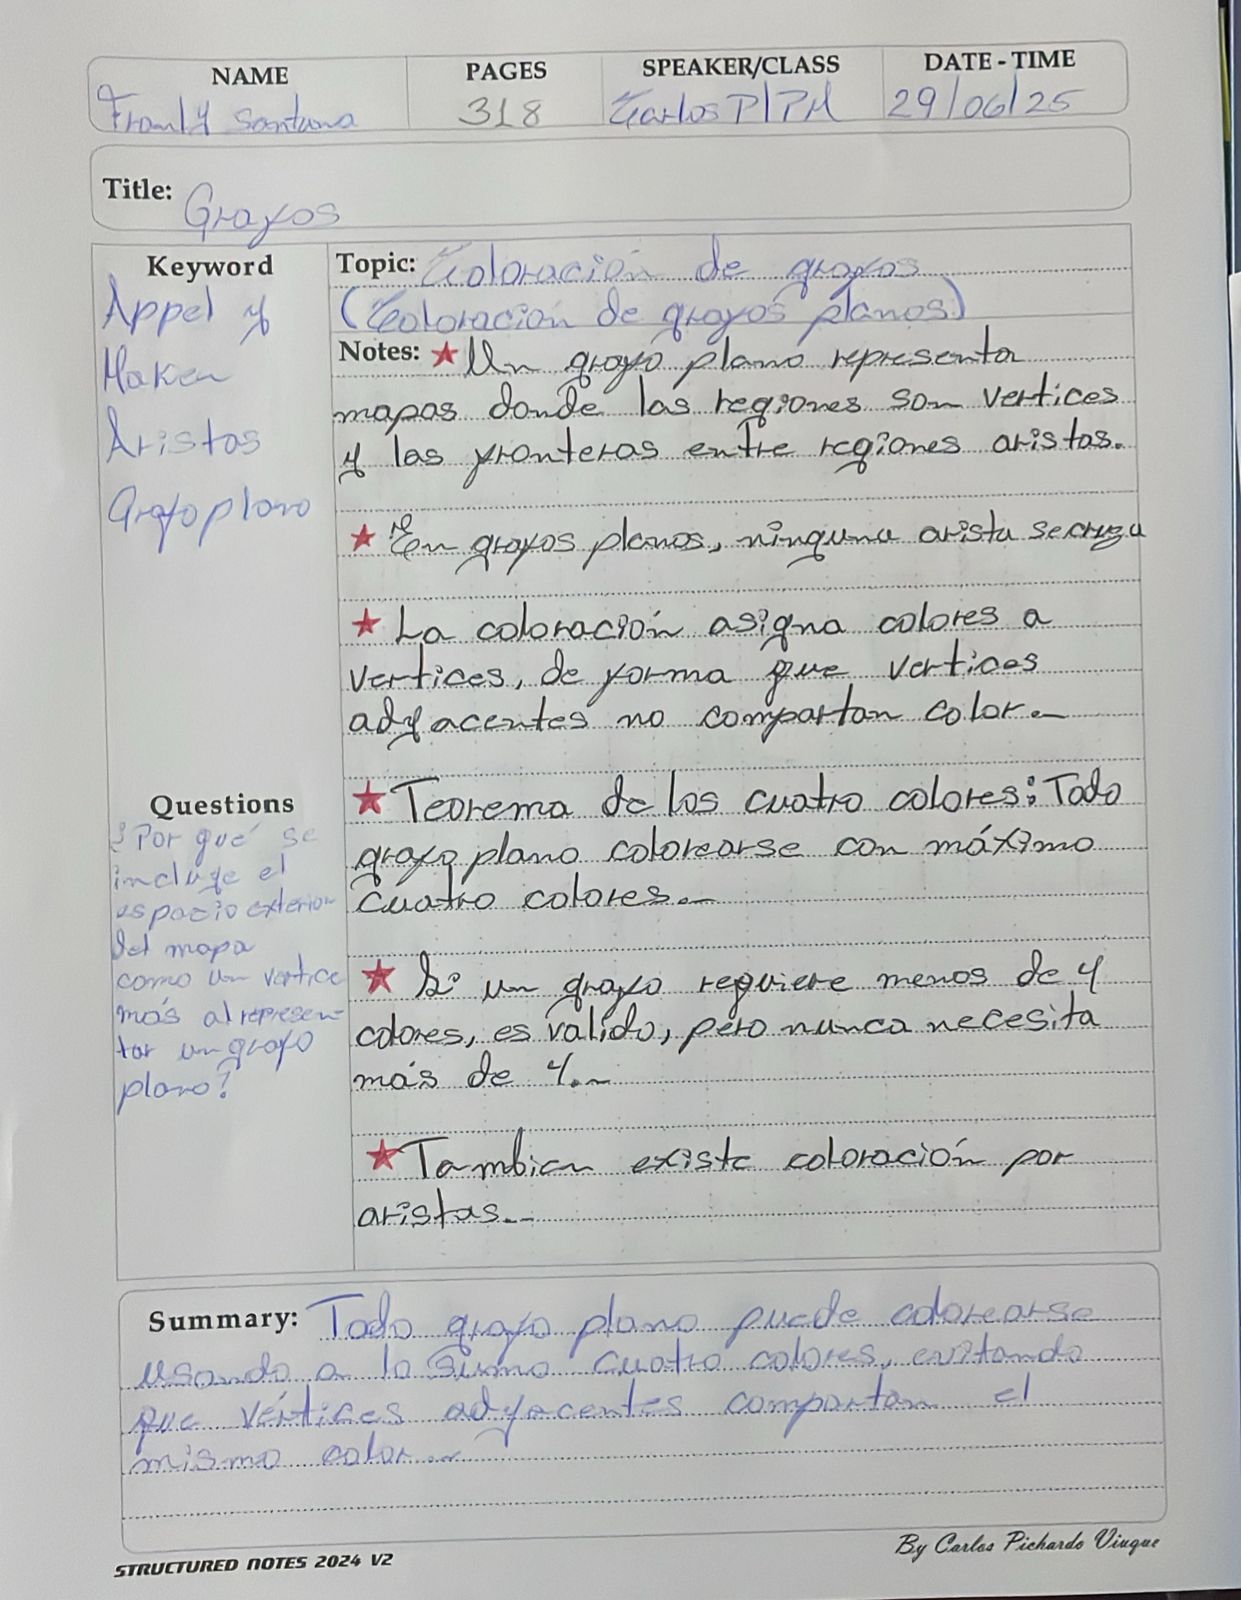 NAME PAGES SPEAKER/CLASS DATE - TIME
Franly Santana 318 Carlos P/PM 29/06/25
Title: Grafos
Keyword
Appel y
Haken
Aristas
Grafo plano
Questions
¿Por qué se
incluye el
espacio exterior
del mapa
como un vertice
más al represen-
tar un grafo
plano?
Topic: Coloración de grafos
(Coloración de grafos planos)
Notes: ★ Un grafo plano representa
mapas donde las regiones son vertices
y las fronteras entre regiones aristas.
★ En grafos planos, ninguna arista se cruza
★ La coloración asigna colores a
vertices, de forma que vertices
adyacentes no compartan color.
★ Teorema de los cuatro colores: Todo
grafo plano colorearse con máximo
cuatro colores.
★ Si un grafo requiere menos de 4
colores, es valido, pero nunca necesita
más de 4.
★ Tambien existe coloración por
aristas.
Summary: Todo grafo plano puede colorearse
usando a lo sumo cuatro colores, evitando
que vértices adyacentes compartan el
mismo color.
STRUCTURED NOTES 2024 V2
By Carlos Pichardo Viuque